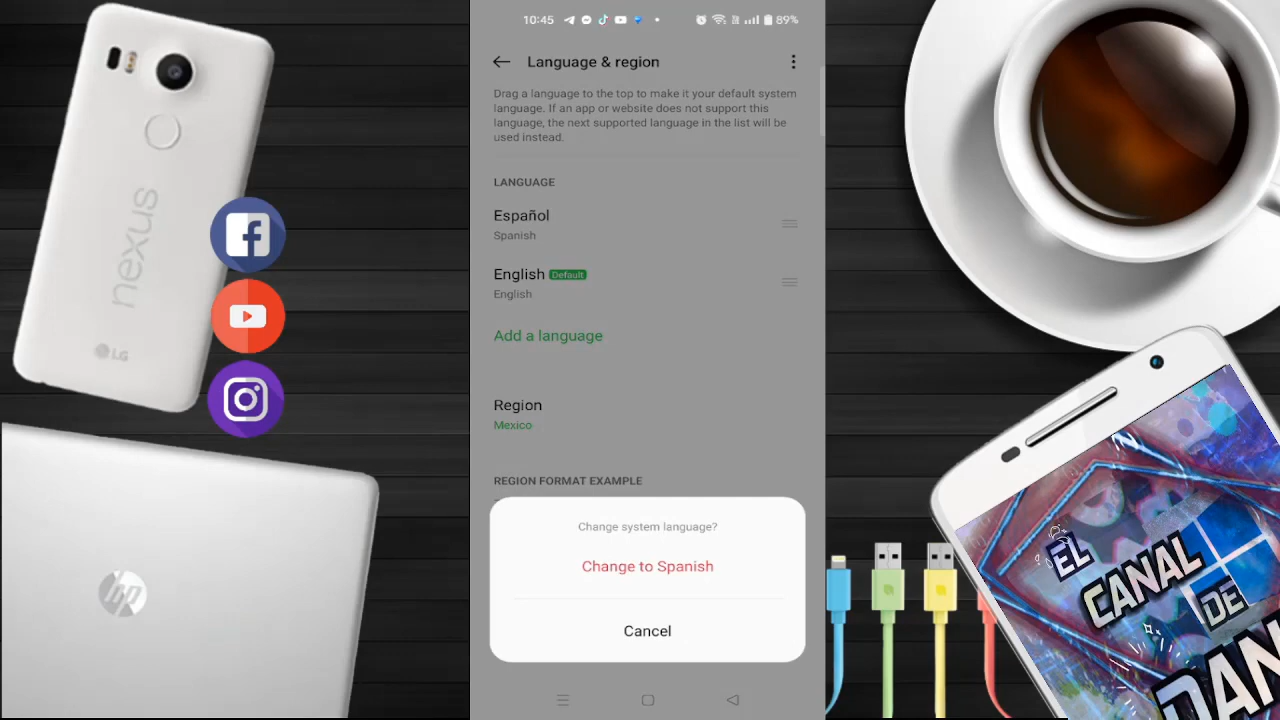 10:45
89%
Language & region
Drag a language to the top to make it your default system
language. If an app or website does not support this
language, the next supported language in the list will be
used instead.
LANGUAGE
Español
Spanish
English Default
English
Add a language
Region
Mexico
REGION FORMAT EXAMPLE
Change system language?
Change to Spanish
Cancel
nexus
LG
hp
EL
CANAL
DE
DAN